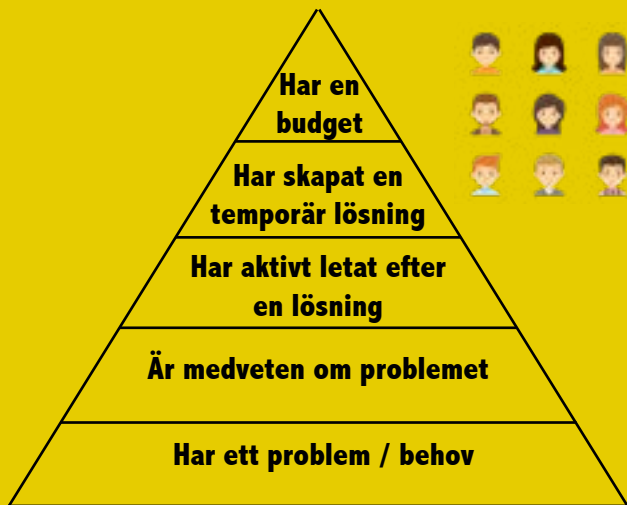 Har en
budget
Har skapat en
temporär lösning
Har aktivt letat efter
en lösning
Är medveten om problemet
Har ett problem / behov